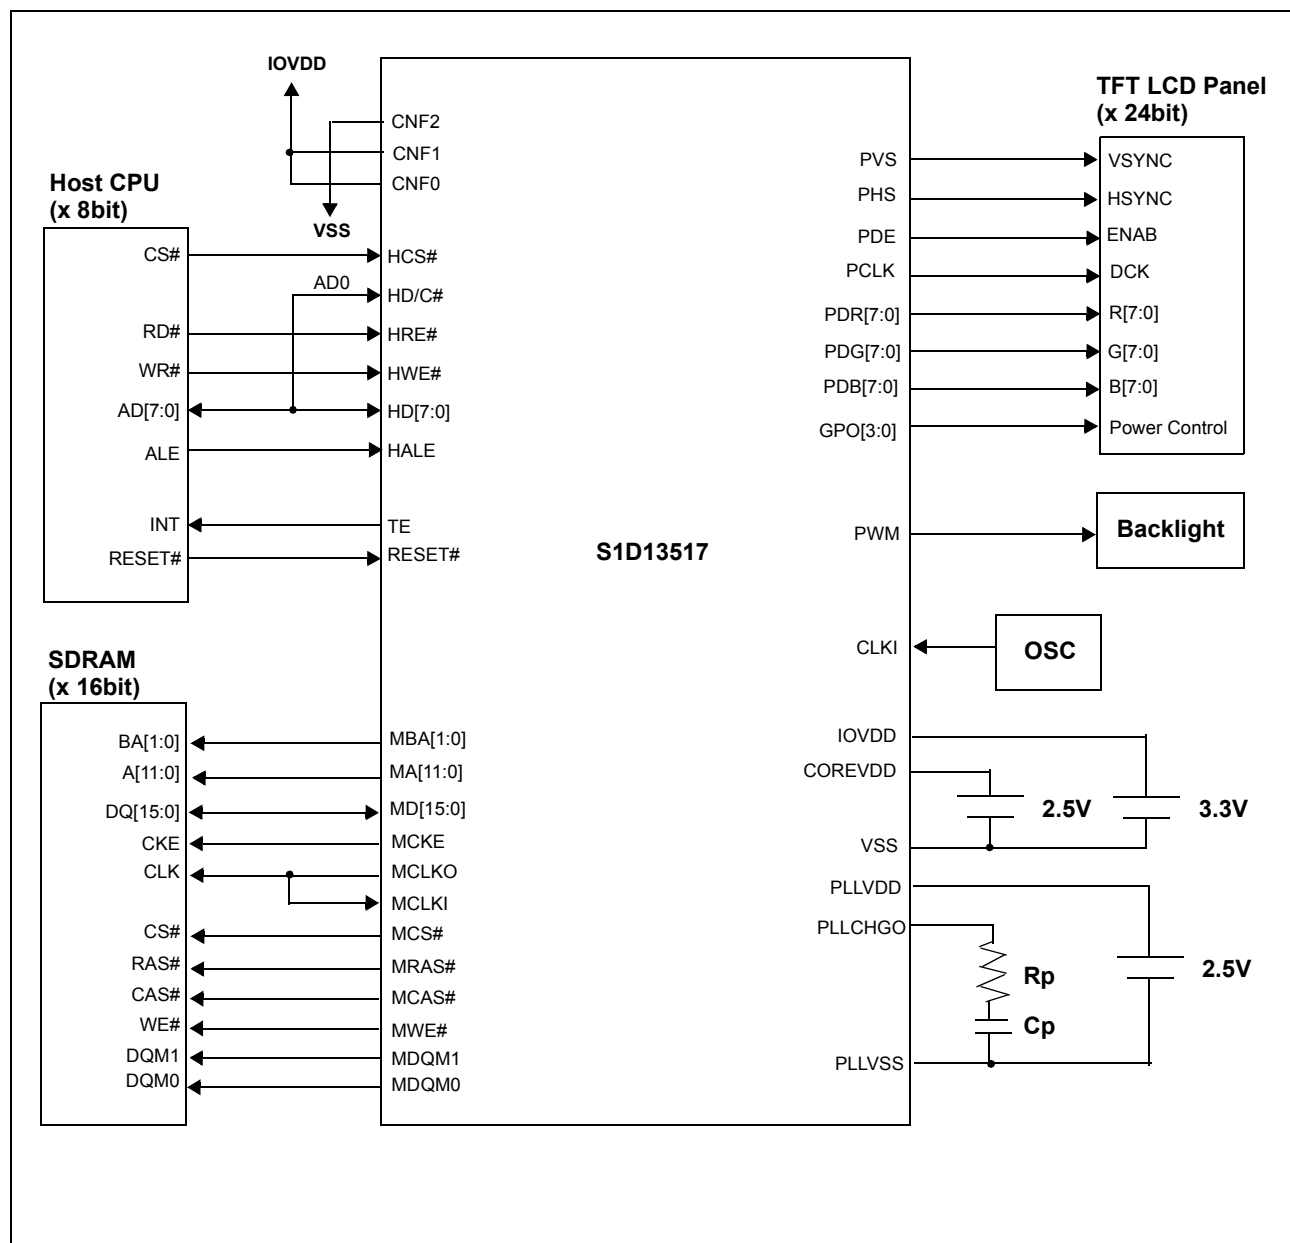 IOVDD
CNF2
CNF1
CNF0
VSS
Host CPU
(x 8bit)
CS#
HCS#
AD0
HD/C#
RD#
HRE#
WR#
HWE#
AD[7:0]
HD[7:0]
ALE
HALE
INT
TE
RESET#
RESET#
SDRAM
(x 16bit)
BA[1:0]
MBA[1:0]
A[11:0]
MA[11:0]
DQ[15:0]
MD[15:0]
CKE
MCKE
CLK
MCLKO
MCLKI
CS#
MCS#
RAS#
MRAS#
CAS#
MCAS#
WE#
MWE#
DQM1
MDQM1
DQM0
MDQM0
S1D13517
TFT LCD Panel
(x 24bit)
PVS
VSYNC
PHS
HSYNC
PDE
ENAB
PCLK
DCK
PDR[7:0]
R[7:0]
PDG[7:0]
G[7:0]
PDB[7:0]
B[7:0]
GPO[3:0]
Power Control
PWM
Backlight
CLKI
OSC
IOVDD
COREVDD
2.5V
3.3V
VSS
PLLVDD
PLLCHGO
Rp
2.5V
Cp
PLLVSS